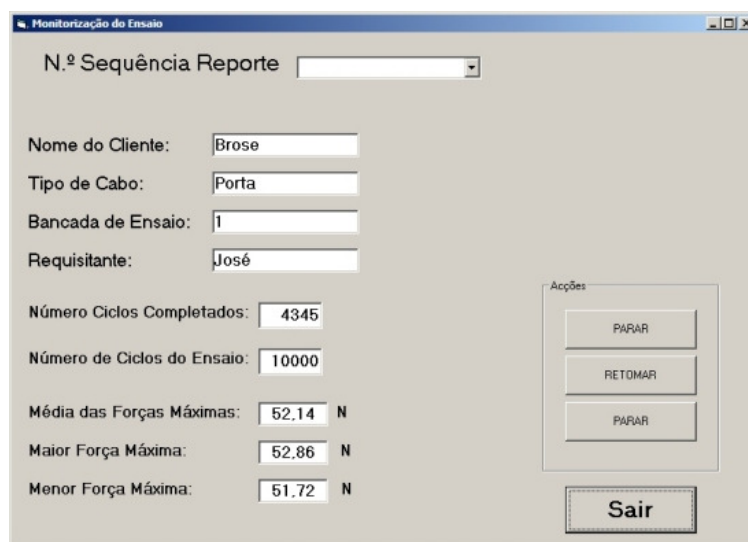 Monitorização do Ensaio
N.º Sequência Reporte
Nome do Cliente: Brose
Tipo de Cabo: Porta
Bancada de Ensaio: 1
Requisitante: José
Número Ciclos Completados: 4345
Número de Ciclos do Ensaio: 10000
Média das Forças Máximas: 52,14 N
Maior Força Máxima: 52,86 N
Menor Força Máxima: 51,72 N
Acções
PARAR
RETOMAR
PARAR
Sair